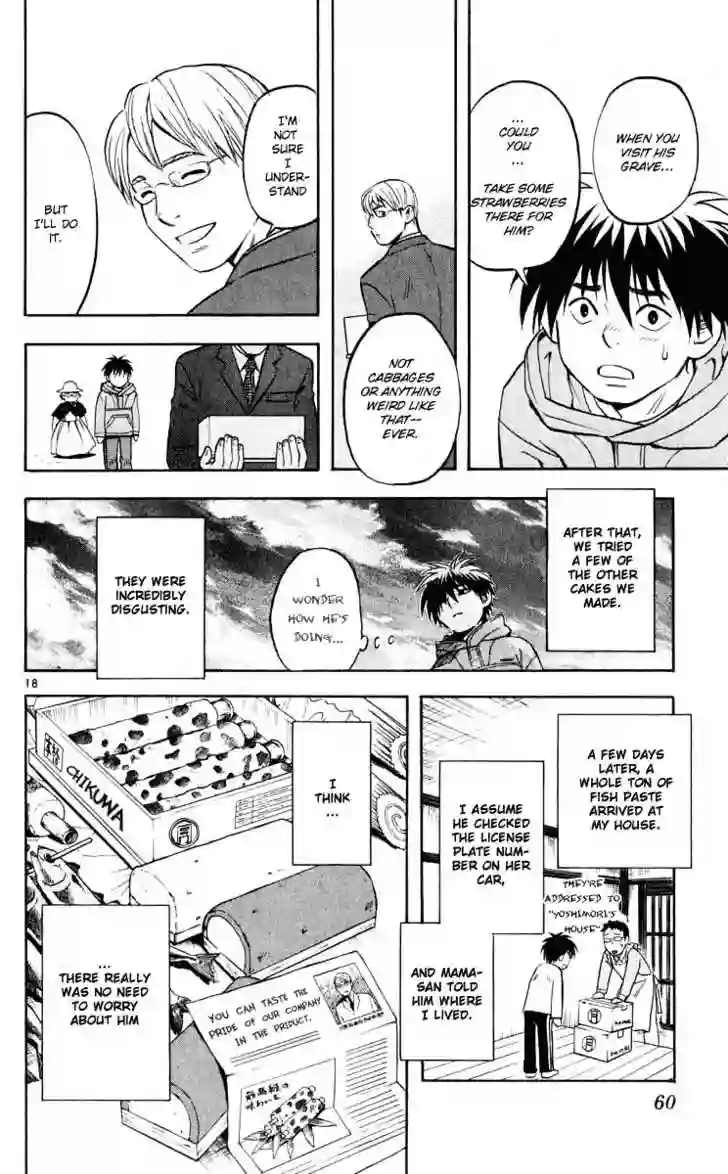 WHEN YOU
VISIT HIS
GRAVE...
...
COULD
YOU
...
TAKE SOME
STRAWBERRIES
THERE FOR
HIM?
NOT
CABBAGES
OR ANYTHING
WEIRD LIKE
THAT--
EVER.
I'M
NOT
SURE
I
UNDER-
STAND
BUT
I'LL DO
IT.
AFTER THAT,
WE TRIED
A FEW OF
THE OTHER
CAKES WE
MADE.
I
WONDER
HOW HE'S
DOING...
THEY WERE
INCREDIBLY
DISGUSTING.
18
A FEW DAYS
LATER, A
WHOLE TON OF
FISH PASTE
ARRIVED AT
MY HOUSE.
THEY'RE
ADDRESSED TO
"YOSHIMORI'S
HOUSE"
I ASSUME
HE CHECKED
THE LICENSE
PLATE NUM-
BER ON HER
CAR,
AND MAMA-
SAN TOLD
HIM WHERE
I LIVED.
I
THINK
...
CHIKUWA
YOU CAN TASTE THE
PRIDE OF OUR COMPANY
IN THE PRODUCT.
...
THERE REALLY
WAS NO NEED
TO WORRY
ABOUT HIM
60